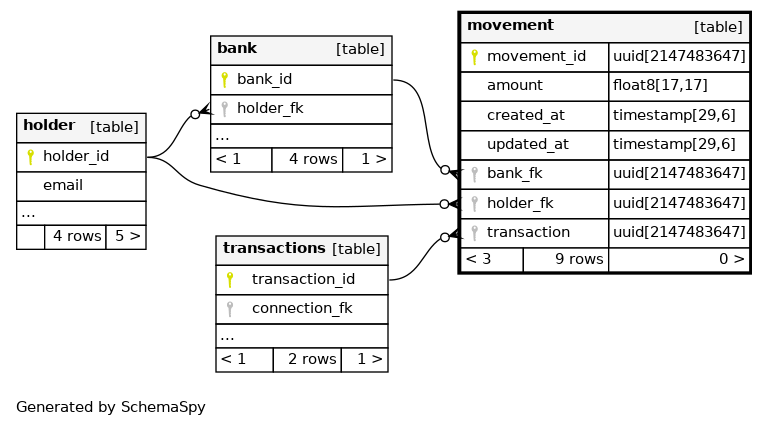 holder [table]
holder_id
email
...
4 rows 5 >
bank [table]
bank_id
holder_fk
...
< 1 4 rows 1 >
transactions [table]
transaction_id
connection_fk
...
< 1 2 rows 1 >
movement [table]
movement_id uuid[2147483647]
amount float8[17,17]
created_at timestamp[29,6]
updated_at timestamp[29,6]
bank_fk uuid[2147483647]
holder_fk uuid[2147483647]
transaction uuid[2147483647]
< 3 9 rows 0 >
Generated by SchemaSpy